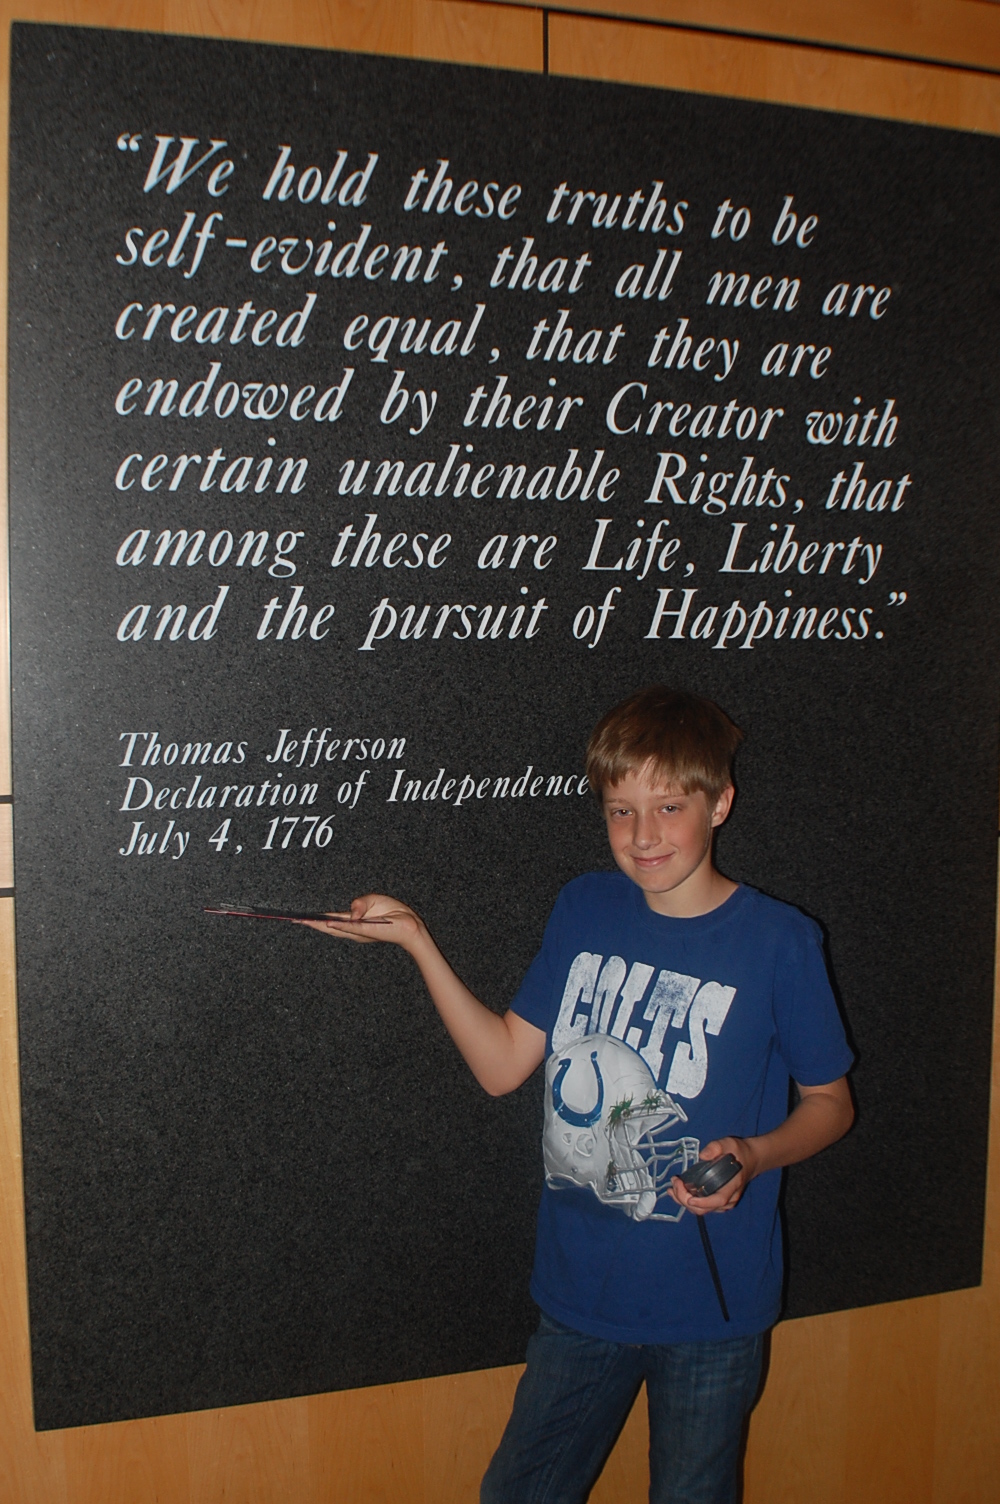 “We hold these truths to be
self-evident, that all men are
created equal, that they are
endowed by their Creator with
certain unalienable Rights, that
among these are Life, Liberty
and the pursuit of Happiness.”
Thomas Jefferson
Declaration of Independence
July 4, 1776
COLTS